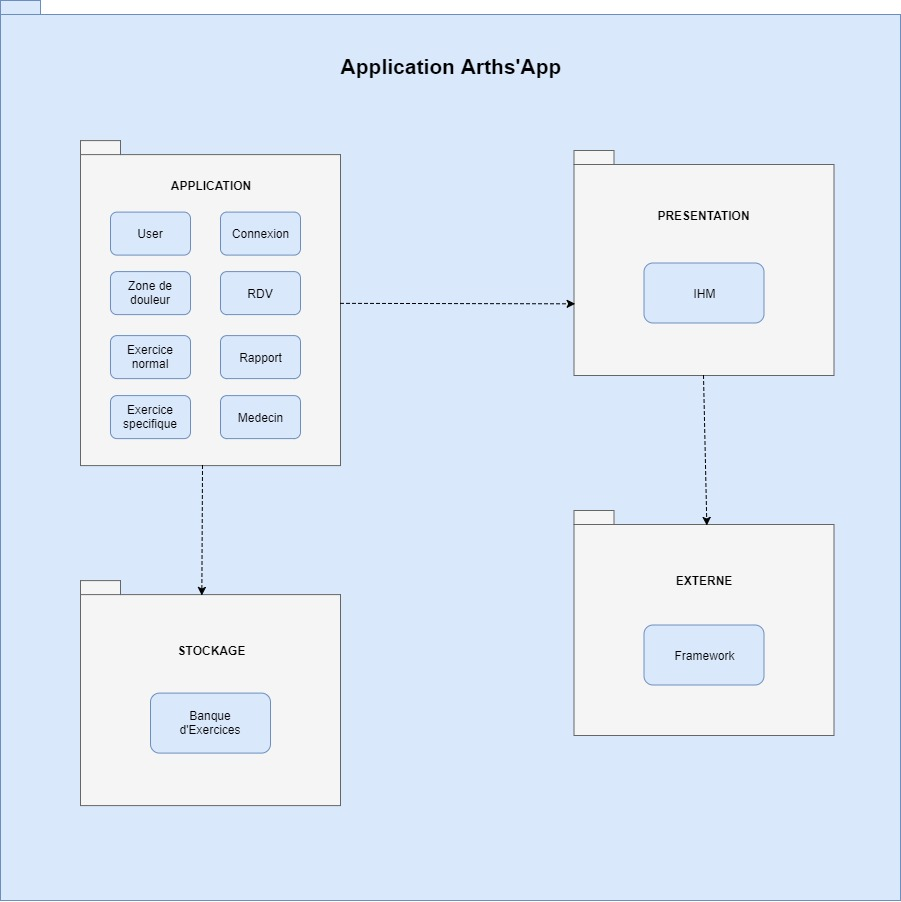 Application Arths'App
APPLICATION
User
Connexion
Zone de
douleur
RDV
Exercice
normal
Rapport
Exercice
specifique
Medecin
PRESENTATION
IHM
STOCKAGE
Banque
d'Exercices
EXTERNE
Framework